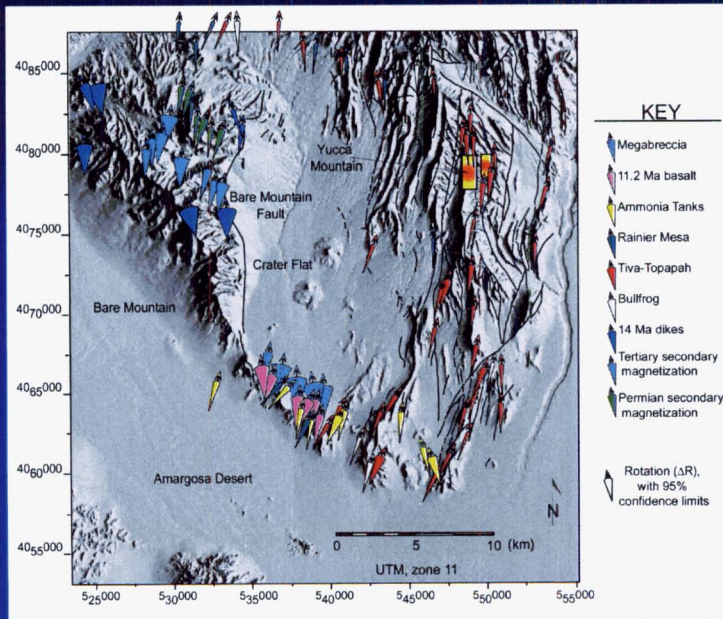 4085000
4080000
4075000
4070000
4065000
4060000
4055000
525000
530000
535000
540000
545000
550000
555000
Yucca
Mountain
Bare Mountain
Fault
Crater Flat
Bare Mountain
Amargosa Desert
N
0 5 10 (km)
UTM, zone 11
KEY
Megabreccia
11.2 Ma basalt
Ammonia Tanks
Rainier Mesa
Tiva-Topapah
Bullfrog
14 Ma dikes
Tertiary secondary
magnetization
Permian secondary
magnetization
Rotation (ΔR),
with 95%
confidence limits